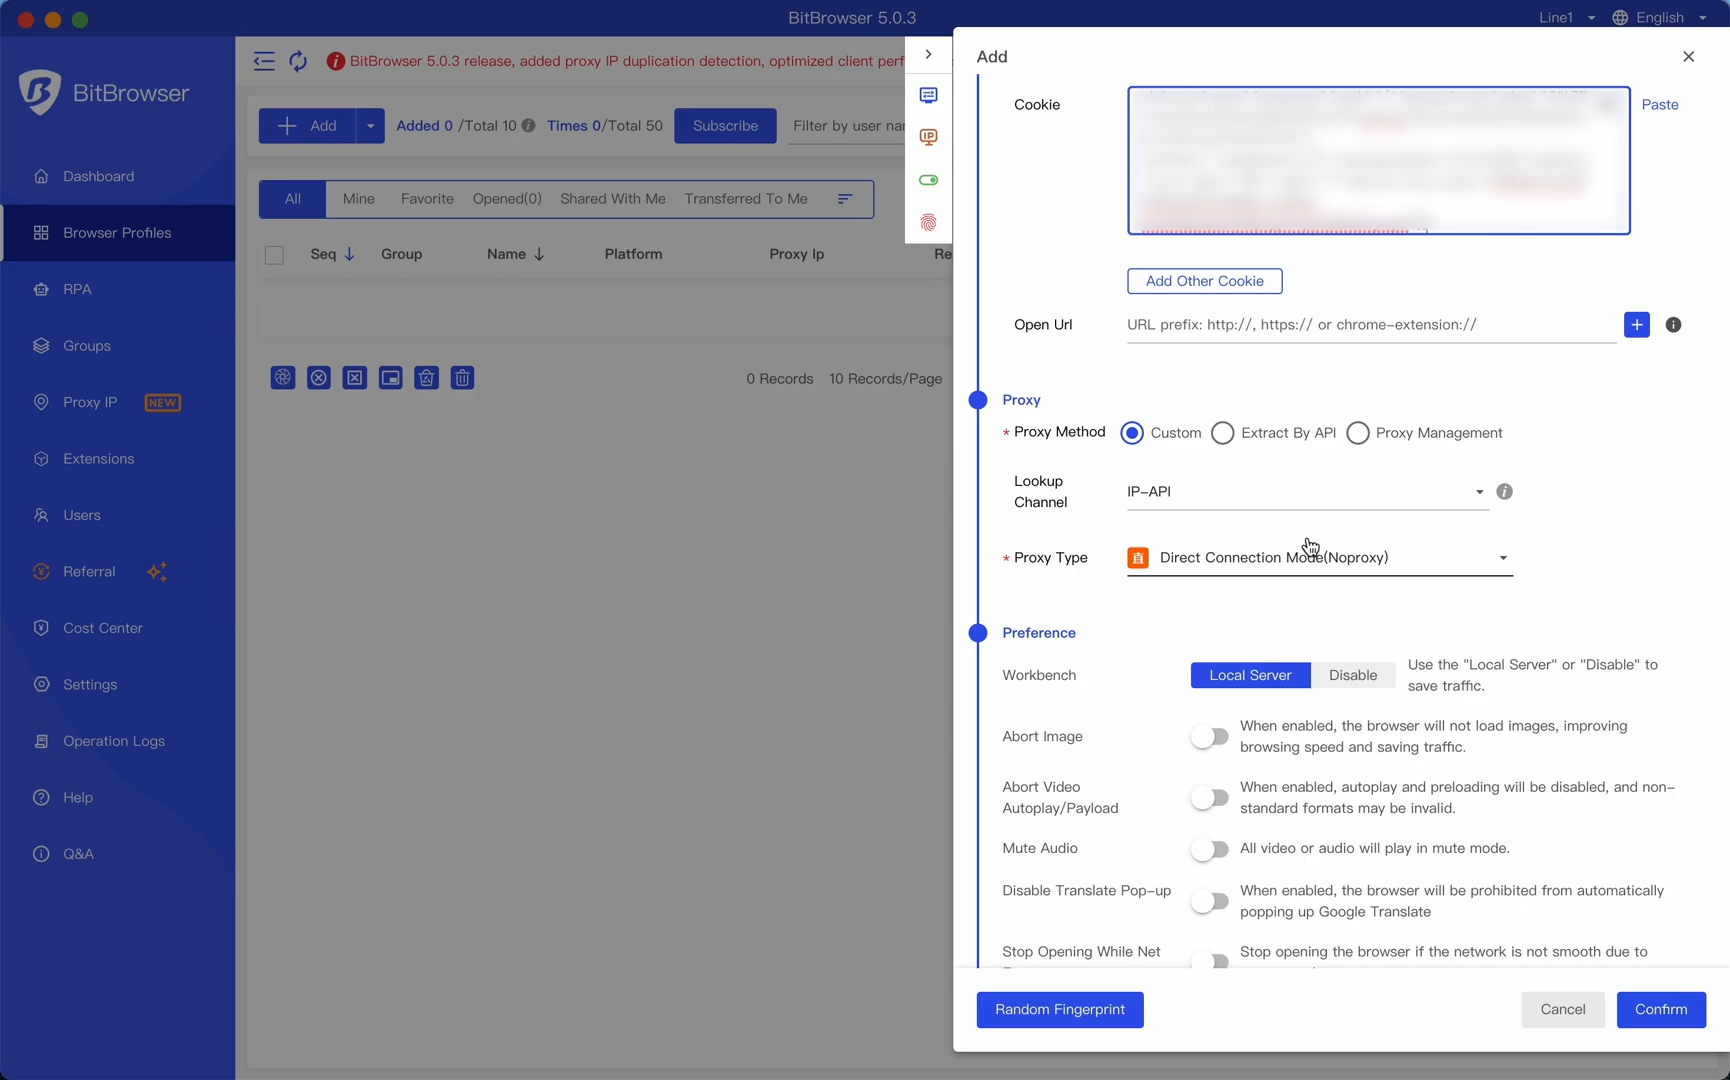 BitBrowser 5.0.3
Line1
English
BitBrowser
Dashboard
Browser Profiles
RPA
Groups
Proxy IP NEW
Extensions
Users
Referral
Cost Center
Settings
Operation Logs
Help
Q&A
BitBrowser 5.0.3 release, added proxy IP duplication detection, optimized client perf
Add
Added 0 /Total 10
Times 0/Total 50
Subscribe
Filter by user nar
All
Mine
Favorite
Opened(0)
Shared With Me
Transferred To Me
Seq
Group
Name
Platform
Proxy Ip
Re
0 Records
10 Records/Page
IP
Add
Cookie
Paste
Add Other Cookie
Open Url
URL prefix: http://, https:// or chrome-extension://
Proxy
* Proxy Method
Custom
Extract By API
Proxy Management
Lookup
Channel
IP-API
* Proxy Type
直 Direct Connection Mode(Noproxy)
Preference
Workbench
Local Server
Disable
Use the "Local Server" or "Disable" to
save traffic.
Abort Image
When enabled, the browser will not load images, improving
browsing speed and saving traffic.
Abort Video
Autoplay/Payload
When enabled, autoplay and preloading will be disabled, and non-
standard formats may be invalid.
Mute Audio
All video or audio will play in mute mode.
Disable Translate Pop-up
When enabled, the browser will be prohibited from automatically
popping up Google Translate
Stop Opening While Net
Stop opening the browser if the network is not smooth due to
Random Fingerprint
Cancel
Confirm